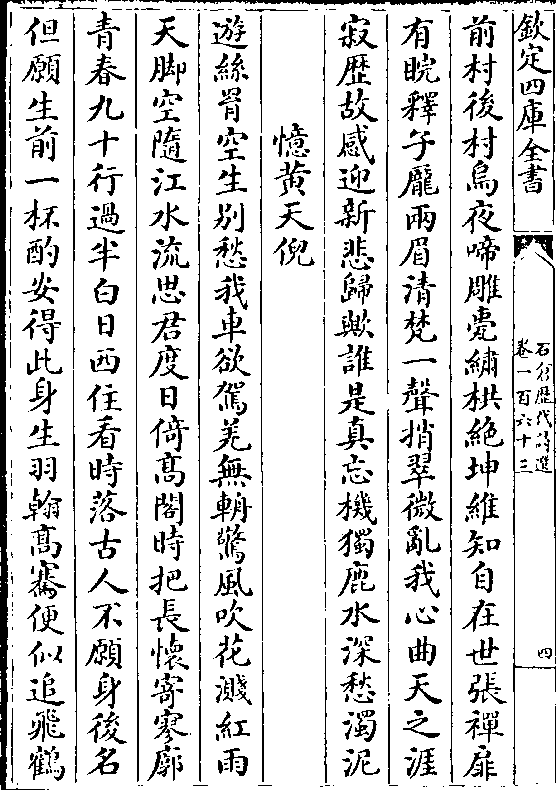 欽定四庫全書
石倉歷代詩選
卷一百六十三
四
前村後村烏夜啼雕甍繡栱絶坤維知自在世張禪扉
有睆釋子龎兩眉清梵一聲捎翠微亂我心曲天之涯
寂歴故感迎新悲歸歟誰是真忘機獨鹿水深愁濁泥
憶黄天倪
遊絲罥空生别愁我車欲駕羌無輈驚風吹花濺紅雨
天脚空隨江水流思君度日倚髙閣時把長懷寄寥廓
青春九十行過半白日西住看時落古人不願身後名
但願生前一杯酌安得此身生羽翰髙騫便似追飛鶴